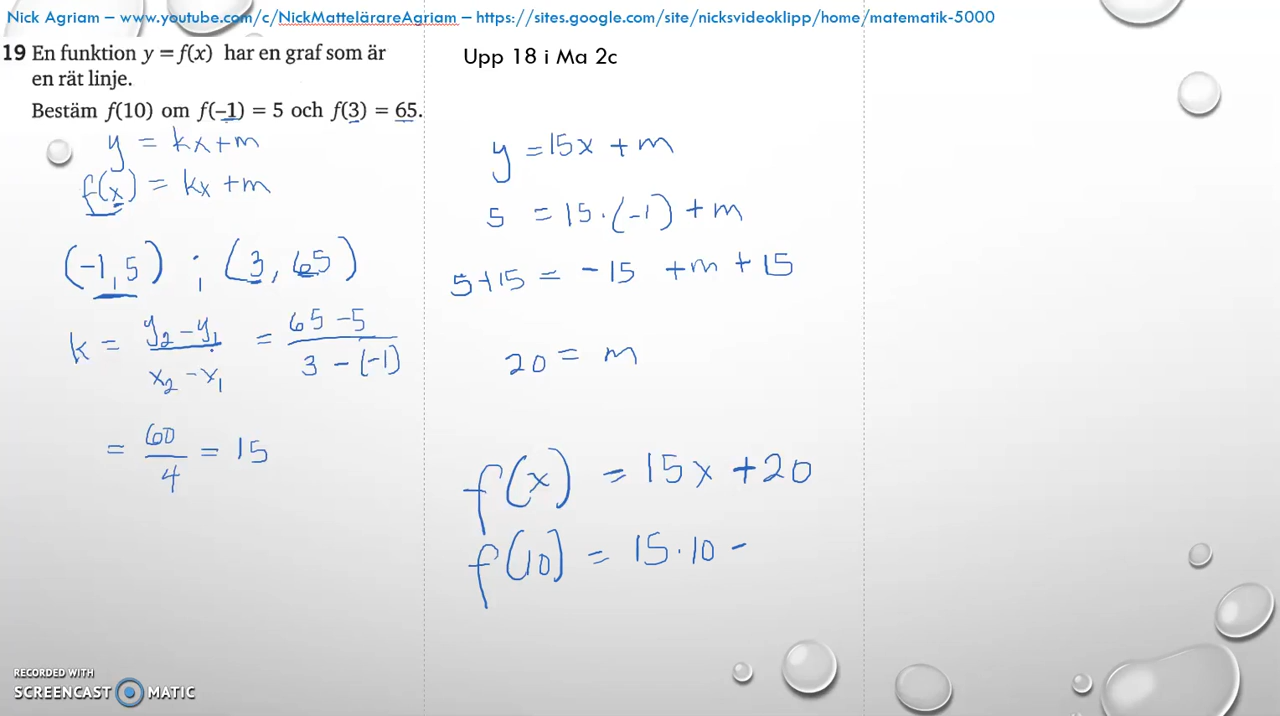 Nick Agriam – www.youtube.com/c/NickMattelärareAgriam – https://sites.google.com/site/nicksvideoklipp/home/matematik-5000
19 En funktion y = f(x) har en graf som är
en rät linje.
Bestäm f(10) om f(–1) = 5 och f(3) = 65.
y = kx+m
f(x) = kx +m
(-1,5) ; (3, 65)
k = y₂-y₁ / x₂-x₁ = 65-5 / 3-(-1)
= 60/4 = 15
Upp 18 i Ma 2c
y =15x +m
5 = 15·(-1) +m
5+15 = -15 +m +15
20 = m
f(x) = 15x +20
f(10) = 15·10 -
RECORDED WITH
SCREENCAST MATIC